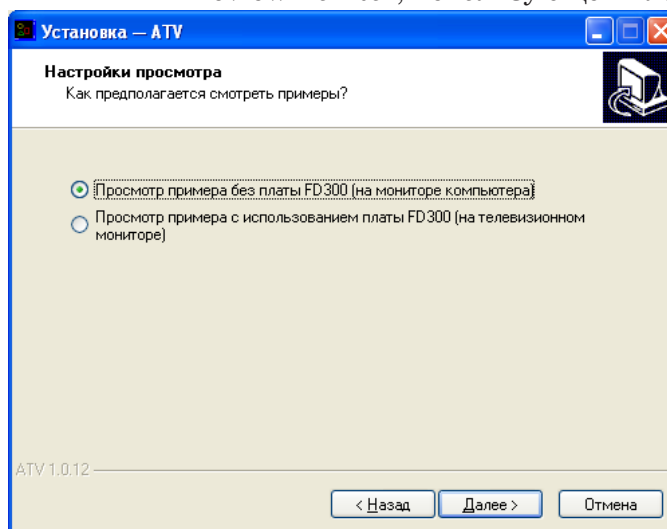 Установка — ATV
Настройки просмотра
Как предполагается смотреть примеры?
Просмотр примера без платы FD300 (на мониторе компьютера)
Просмотр примера с использованием платы FD300 (на телевизионном
мониторе)
ATV 1.0.12
< Назад
Далее >
Отмена